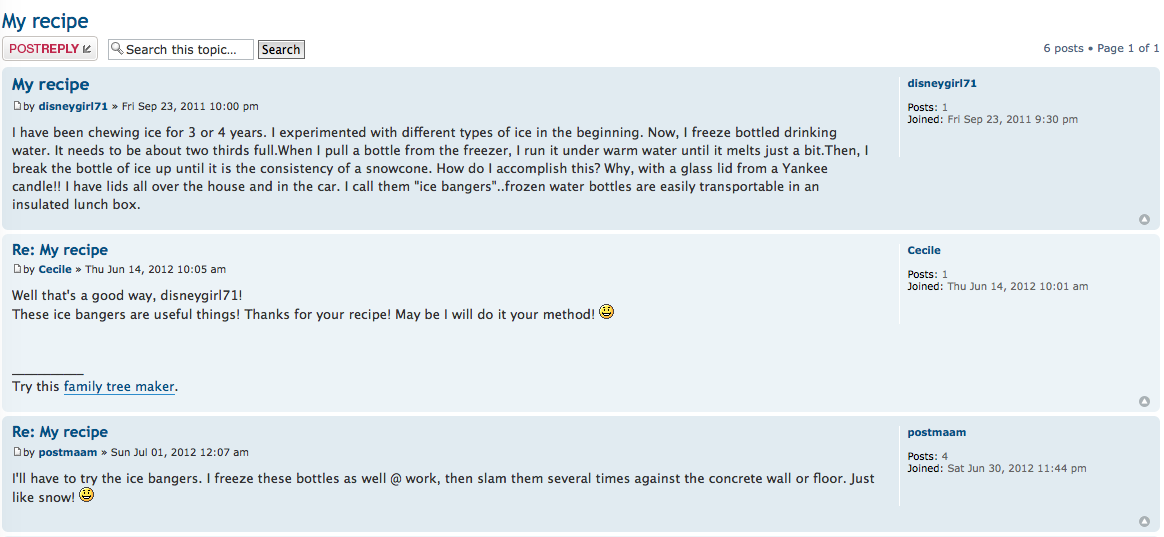 My recipe
POSTREPLY
Search this topic...
Search
6 posts • Page 1 of 1
My recipe
by disneygirl71 » Fri Sep 23, 2011 10:00 pm
I have been chewing ice for 3 or 4 years. I experimented with different types of ice in the beginning. Now, I freeze bottled drinking
water. It needs to be about two thirds full.When I pull a bottle from the freezer, I run it under warm water until it melts just a bit.Then, I
break the bottle of ice up until it is the consistency of a snowcone. How do I accomplish this? Why, with a glass lid from a Yankee
candle!! I have lids all over the house and in the car. I call them "ice bangers"..frozen water bottles are easily transportable in an
insulated lunch box.
disneygirl71
Posts: 1
Joined: Fri Sep 23, 2011 9:30 pm
Re: My recipe
by Cecile » Thu Jun 14, 2012 10:05 am
Well that's a good way, disneygirl71!
These ice bangers are useful things! Thanks for your recipe! May be I will do it your method!
__________
Try this family tree maker.
Cecile
Posts: 1
Joined: Thu Jun 14, 2012 10:01 am
Re: My recipe
by postmaam » Sun Jul 01, 2012 12:07 am
I'll have to try the ice bangers. I freeze these bottles as well @ work, then slam them several times against the concrete wall or floor. Just
like snow!
postmaam
Posts: 4
Joined: Sat Jun 30, 2012 11:44 pm